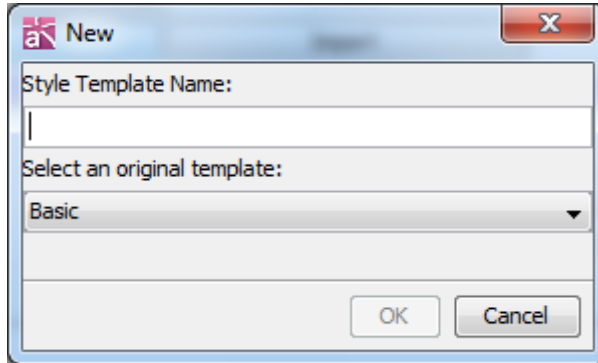 New
Style Template Name:
Select an original template:
Basic
OK
Cancel